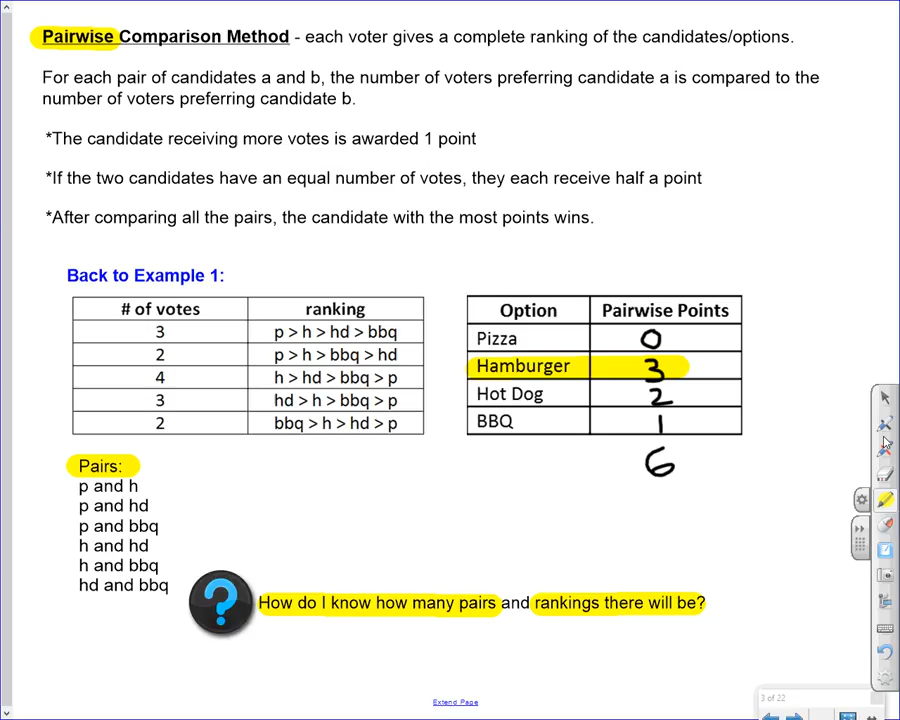 Pairwise Comparison Method - each voter gives a complete ranking of the candidates/options.
For each pair of candidates a and b, the number of voters preferring candidate a is compared to the
number of voters preferring candidate b.
*The candidate receiving more votes is awarded 1 point
*If the two candidates have an equal number of votes, they each receive half a point
*After comparing all the pairs, the candidate with the most points wins.
Back to Example 1:
# of votes ranking
3 p > h > hd > bbq
2 p > h > bbq > hd
4 h > hd > bbq > p
3 hd > h > bbq > p
2 bbq > h > hd > p
Option Pairwise Points
Pizza 0
Hamburger 3
Hot Dog 2
BBQ 1
6
Pairs:
p and h
p and hd
p and bbq
h and hd
h and bbq
hd and bbq
?
How do I know how many pairs and rankings there will be?
Extend Page
3 of 22